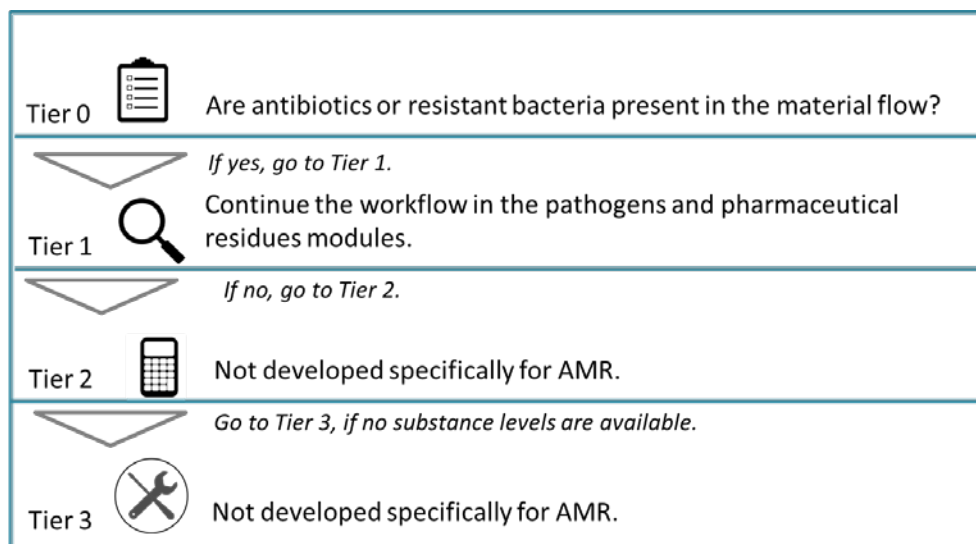 Tier 0
Are antibiotics or resistant bacteria present in the material flow?
If yes, go to Tier 1.
Tier 1
Continue the workflow in the pathogens and pharmaceutical
residues modules.
If no, go to Tier 2.
Tier 2
Not developed specifically for AMR.
Go to Tier 3, if no substance levels are available.
Tier 3
Not developed specifically for AMR.